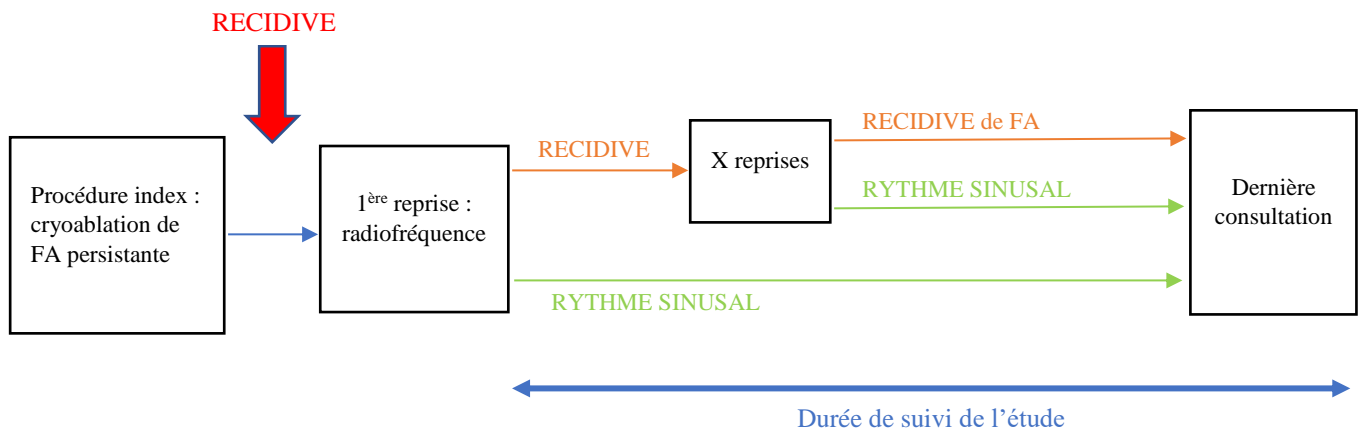 RECIDIVE
Procédure index :
cryoablation de
FA persistante
1ère reprise :
radiofréquence
RECIDIVE
RYTHME SINUSAL
X reprises
RECIDIVE de FA
RYTHME SINUSAL
Dernière
consultation
Durée de suivi de l’étude